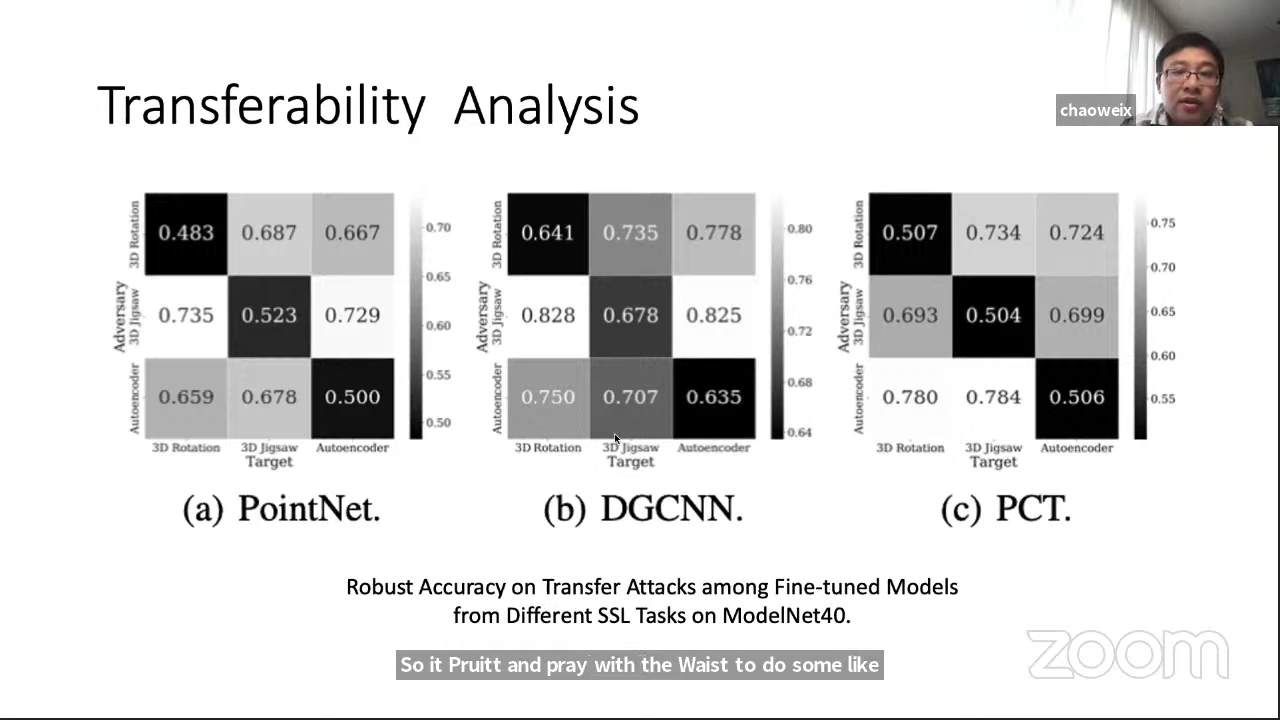 Transferability Analysis
chaoweix
3D Rotation
3D Jigsaw
Autoencoder
Adversary
0.483 0.687 0.667
0.735 0.523 0.729
0.659 0.678 0.500
3D Rotation 3D Jigsaw Autoencoder
Target
0.70
0.65
0.60
0.55
0.50
(a) PointNet.
3D Rotation
3D Jigsaw
Autoencoder
Adversary
0.641 0.735 0.778
0.828 0.678 0.825
0.750 0.707 0.635
3D Rotation 3D Jigsaw Autoencoder
Target
0.80
0.76
0.72
0.68
0.64
(b) DGCNN.
3D Rotation
3D Jigsaw
Autoencoder
Adversary
0.507 0.734 0.724
0.693 0.504 0.699
0.780 0.784 0.506
3D Rotation 3D Jigsaw Autoencoder
Target
0.75
0.70
0.65
0.60
0.55
(c) PCT.
Robust Accuracy on Transfer Attacks among Fine-tuned Models
from Different SSL Tasks on ModelNet40.
So it Pruitt and pray with the Waist to do some like
zoom